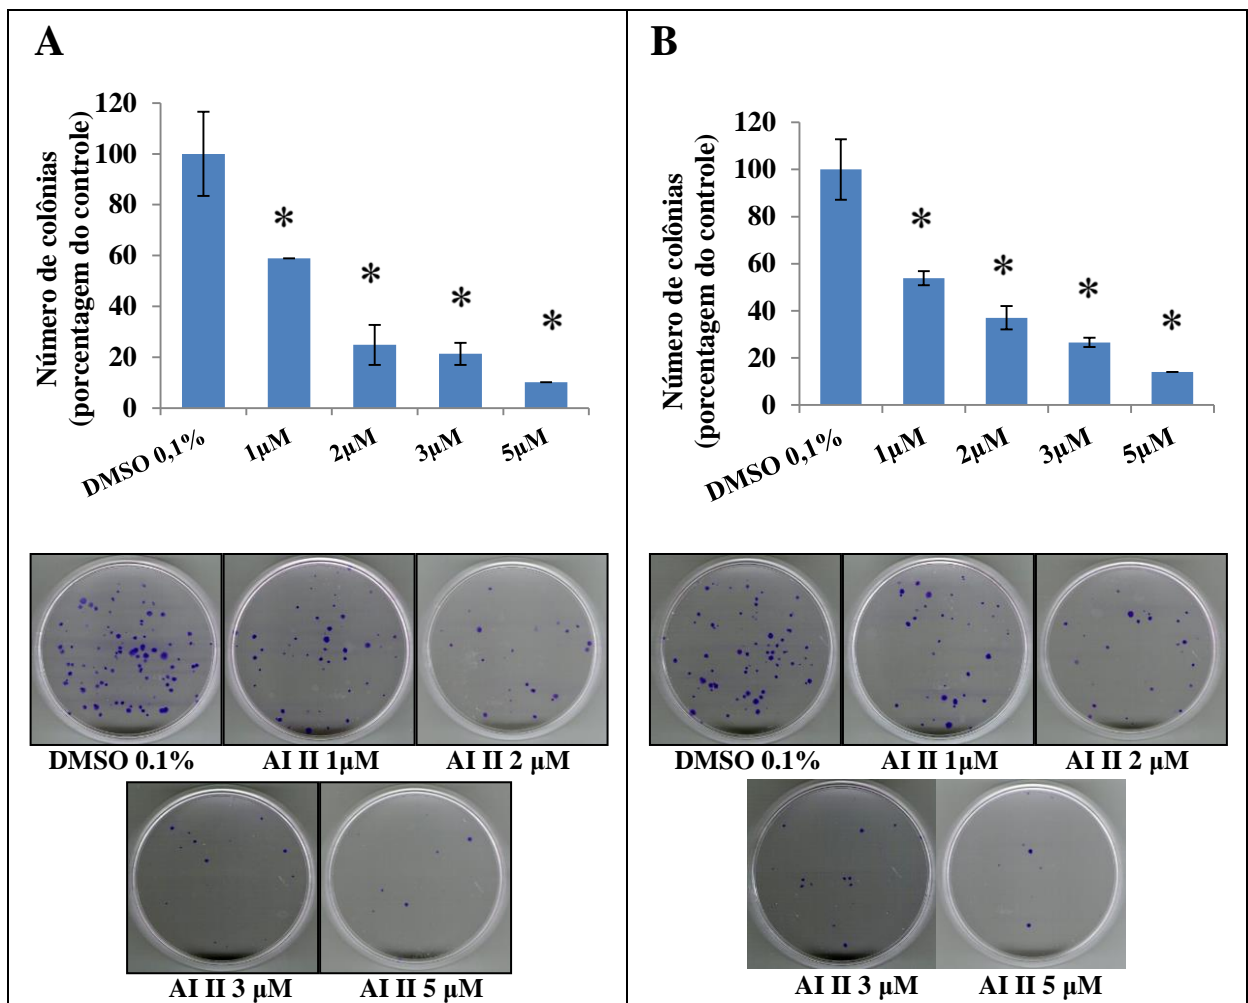 A
Número de colônias
(porcentagem do controle)
120
100
80
60
40
20
0
*
*
*
*
DMSO 0,1%
1µM
2µM
3µM
5µM
DMSO 0.1%
AI II 1µM
AI II 2 µM
AI II 3 µM
AI II 5 µM
B
Número de colônias
(porcentagem do controle)
120
100
80
60
40
20
0
*
*
*
*
DMSO 0,1%
1µM
2µM
3µM
5µM
DMSO 0.1%
AI II 1µM
AI II 2 µM
AI II 3 µM
AI II 5 µM